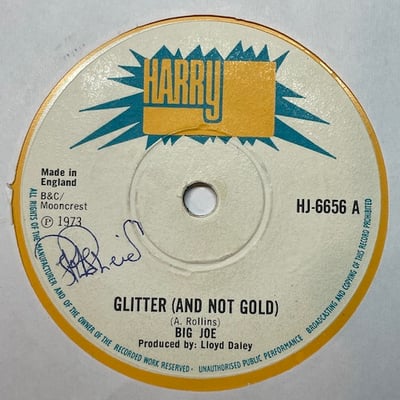 HARRY
Made in
England
B&C/
Mooncrest
℗ 1973
HJ-6656 A
GLITTER (AND NOT GOLD)
(A. Rollins)
BIG JOE
Produced by: Lloyd Daley
ALL RIGHTS OF THE MANUFACTURER AND OF THE OWNER OF THE RECORDED WORK RESERVED · UNAUTHORISED PUBLIC PERFORMANCE BROADCASTING AND COPYING OF THIS RECORD PROHIBITED